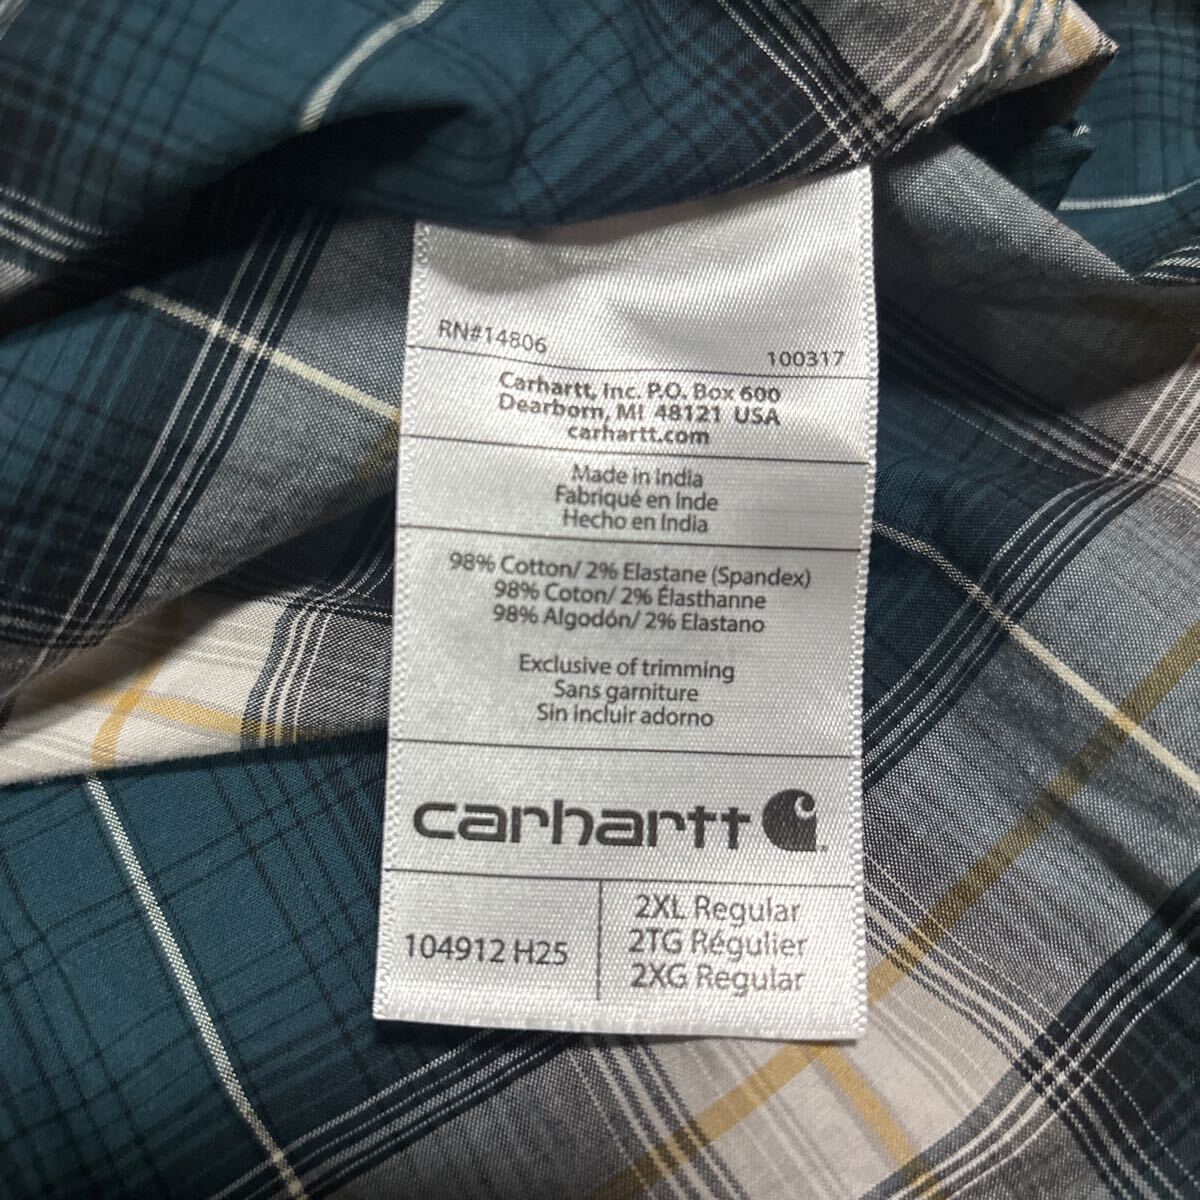 RN#14806
100317
Carhartt, Inc. P.O. Box 600
Dearborn, MI 48121 USA
carhartt.com
Made in India
Fabriqué en Inde
Hecho en India
98% Cotton/ 2% Elastane (Spandex)
98% Coton/ 2% Élasthanne
98% Algodón/ 2% Elastano
Exclusive of trimming
Sans garniture
Sin incluir adorno
carhartt
104912 H25
2XL Regular
2TG Régulier
2XG Regular